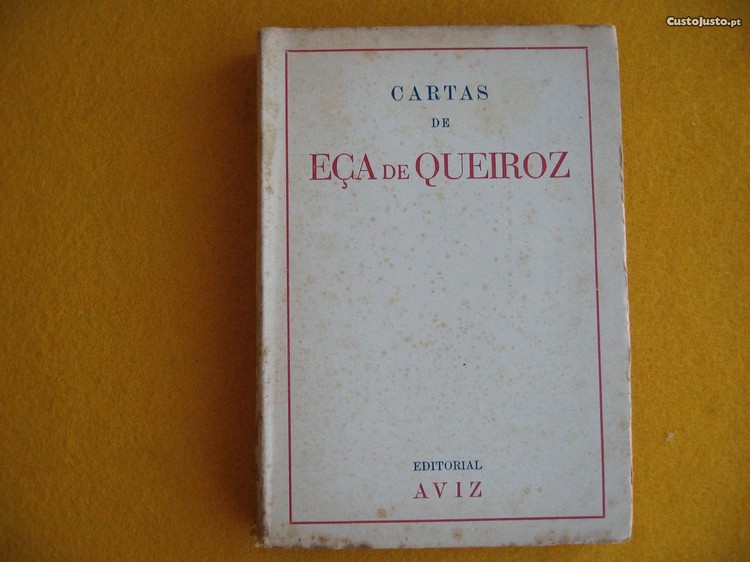 CustoJusto.pt
CARTAS
DE
EÇA DE QUEIROZ
EDITORIAL
AVIZ